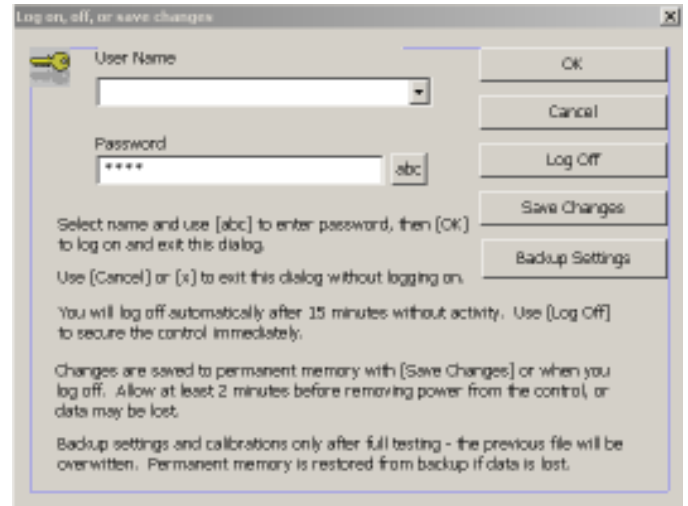 Log on, off, or save changes
User Name
OK
Cancel
Password
****
abc
Log Off
Save Changes
Backup Settings
Select name and use [abc] to enter password, then [OK]
to log on and exit this dialog.
Use [Cancel] or [x] to exit this dialog without logging on.
You will log off automatically after 15 minutes without activity. Use [Log Off]
to secure the control immediately.
Changes are saved to permanent memory with [Save Changes] or when you
log off. Allow at least 2 minutes before removing power from the control, or
data may be lost.
Backup settings and calibrations only after full testing - the previous file will be
overwitten. Permanent memory is restored from backup if data is lost.